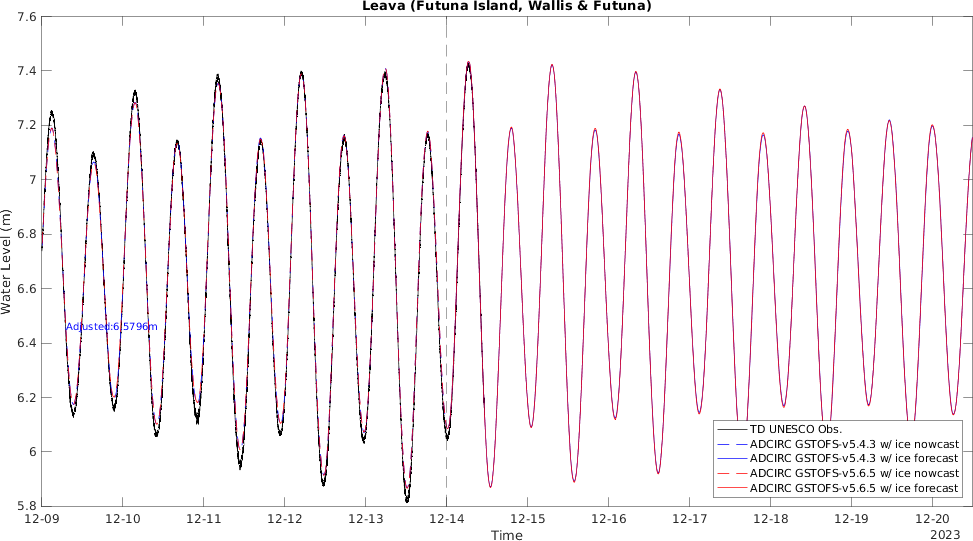 Leava (Futuna Island, Wallis & Futuna)
7.6
7.4
7.2
7
6.8
6.6
6.4
6.2
6
5.8
Water Level (m)
Adjusted:6.5796m
TD UNESCO Obs.
ADCIRC GSTOFS-v5.4.3 w/ ice nowcast
ADCIRC GSTOFS-v5.4.3 w/ ice forecast
ADCIRC GSTOFS-v5.6.5 w/ ice nowcast
ADCIRC GSTOFS-v5.6.5 w/ ice forecast
12-09 12-10 12-11 12-12 12-13 12-14 12-15 12-16 12-17 12-18 12-19 12-20
Time
2023